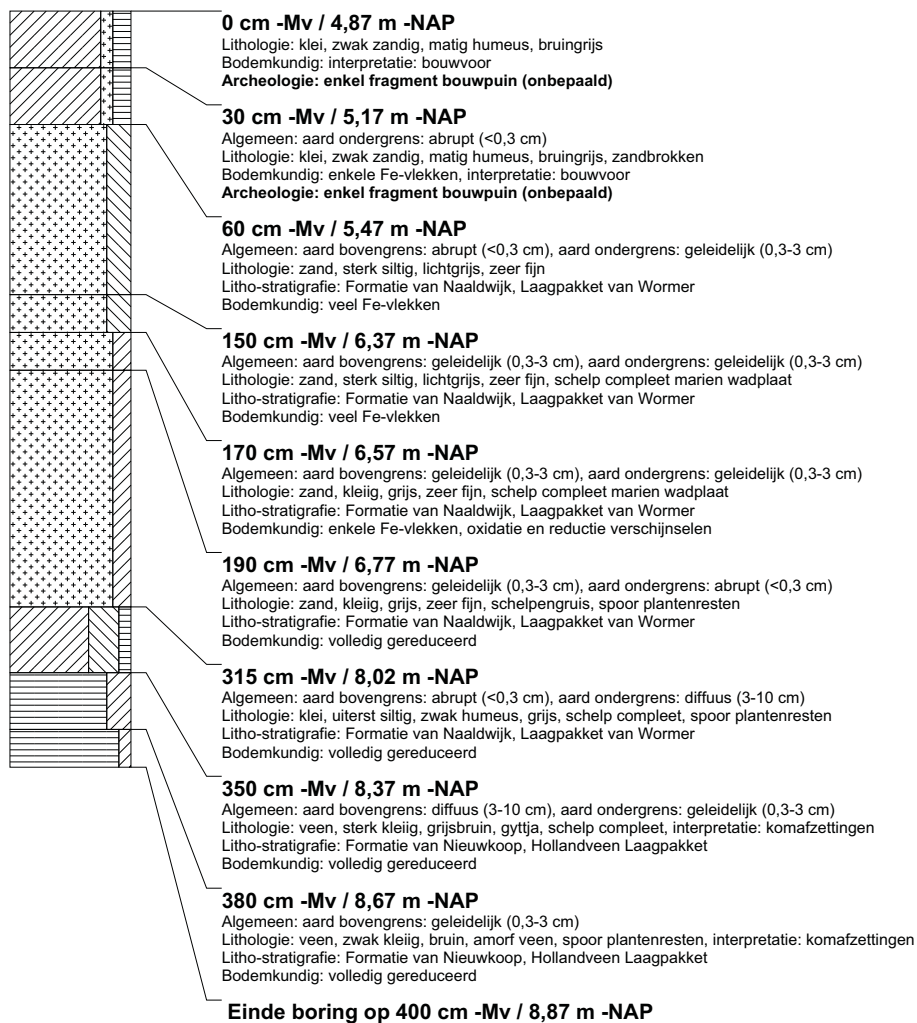 0 cm -Mv / 4,87 m -NAP
Lithologie: klei, zwak zandig, matig humeus, bruingrijs
Bodemkundig: interpretatie: bouwvoor
Archeologie: enkel fragment bouwpuin (onbepaald)
30 cm -Mv / 5,17 m -NAP
Algemeen: aard ondergrens: abrupt (<0,3 cm)
Lithologie: klei, zwak zandig, matig humeus, bruingrijs, zandbrokken
Bodemkundig: enkele Fe-vlekken, interpretatie: bouwvoor
Archeologie: enkel fragment bouwpuin (onbepaald)
60 cm -Mv / 5,47 m -NAP
Algemeen: aard bovengrens: abrupt (<0,3 cm), aard ondergrens: geleidelijk (0,3-3 cm)
Lithologie: zand, sterk siltig, lichtgrijs, zeer fijn
Litho-stratigrafie: Formatie van Naaldwijk, Laagpakket van Wormer
Bodemkundig: veel Fe-vlekken
150 cm -Mv / 6,37 m -NAP
Algemeen: aard bovengrens: geleidelijk (0,3-3 cm), aard ondergrens: geleidelijk (0,3-3 cm)
Lithologie: zand, sterk siltig, lichtgrijs, zeer fijn, schelp compleet marien wadplaat
Litho-stratigrafie: Formatie van Naaldwijk, Laagpakket van Wormer
Bodemkundig: veel Fe-vlekken
170 cm -Mv / 6,57 m -NAP
Algemeen: aard bovengrens: geleidelijk (0,3-3 cm), aard ondergrens: geleidelijk (0,3-3 cm)
Lithologie: zand, kleiig, grijs, zeer fijn, schelp compleet marien wadplaat
Litho-stratigrafie: Formatie van Naaldwijk, Laagpakket van Wormer
Bodemkundig: enkele Fe-vlekken, oxidatie en reductie verschijnselen
190 cm -Mv / 6,77 m -NAP
Algemeen: aard bovengrens: geleidelijk (0,3-3 cm), aard ondergrens: abrupt (<0,3 cm)
Lithologie: zand, kleiig, grijs, zeer fijn, schelpengruis, spoor plantenresten
Litho-stratigrafie: Formatie van Naaldwijk, Laagpakket van Wormer
Bodemkundig: volledig gereduceerd
315 cm -Mv / 8,02 m -NAP
Algemeen: aard bovengrens: abrupt (<0,3 cm), aard ondergrens: diffuus (3-10 cm)
Lithologie: klei, uiterst siltig, zwak humeus, grijs, schelp compleet, spoor plantenresten
Litho-stratigrafie: Formatie van Naaldwijk, Laagpakket van Wormer
Bodemkundig: volledig gereduceerd
350 cm -Mv / 8,37 m -NAP
Algemeen: aard bovengrens: diffuus (3-10 cm), aard ondergrens: geleidelijk (0,3-3 cm)
Lithologie: veen, sterk kleiig, grijsbruin, gyttja, schelp compleet, interpretatie: komafzettingen
Litho-stratigrafie: Formatie van Nieuwkoop, Hollandveen Laagpakket
Bodemkundig: volledig gereduceerd
380 cm -Mv / 8,67 m -NAP
Algemeen: aard bovengrens: geleidelijk (0,3-3 cm)
Lithologie: veen, zwak kleiig, bruin, amorf veen, spoor plantenresten, interpretatie: komafzettingen
Litho-stratigrafie: Formatie van Nieuwkoop, Hollandveen Laagpakket
Bodemkundig: volledig gereduceerd
Einde boring op 400 cm -Mv / 8,87 m -NAP